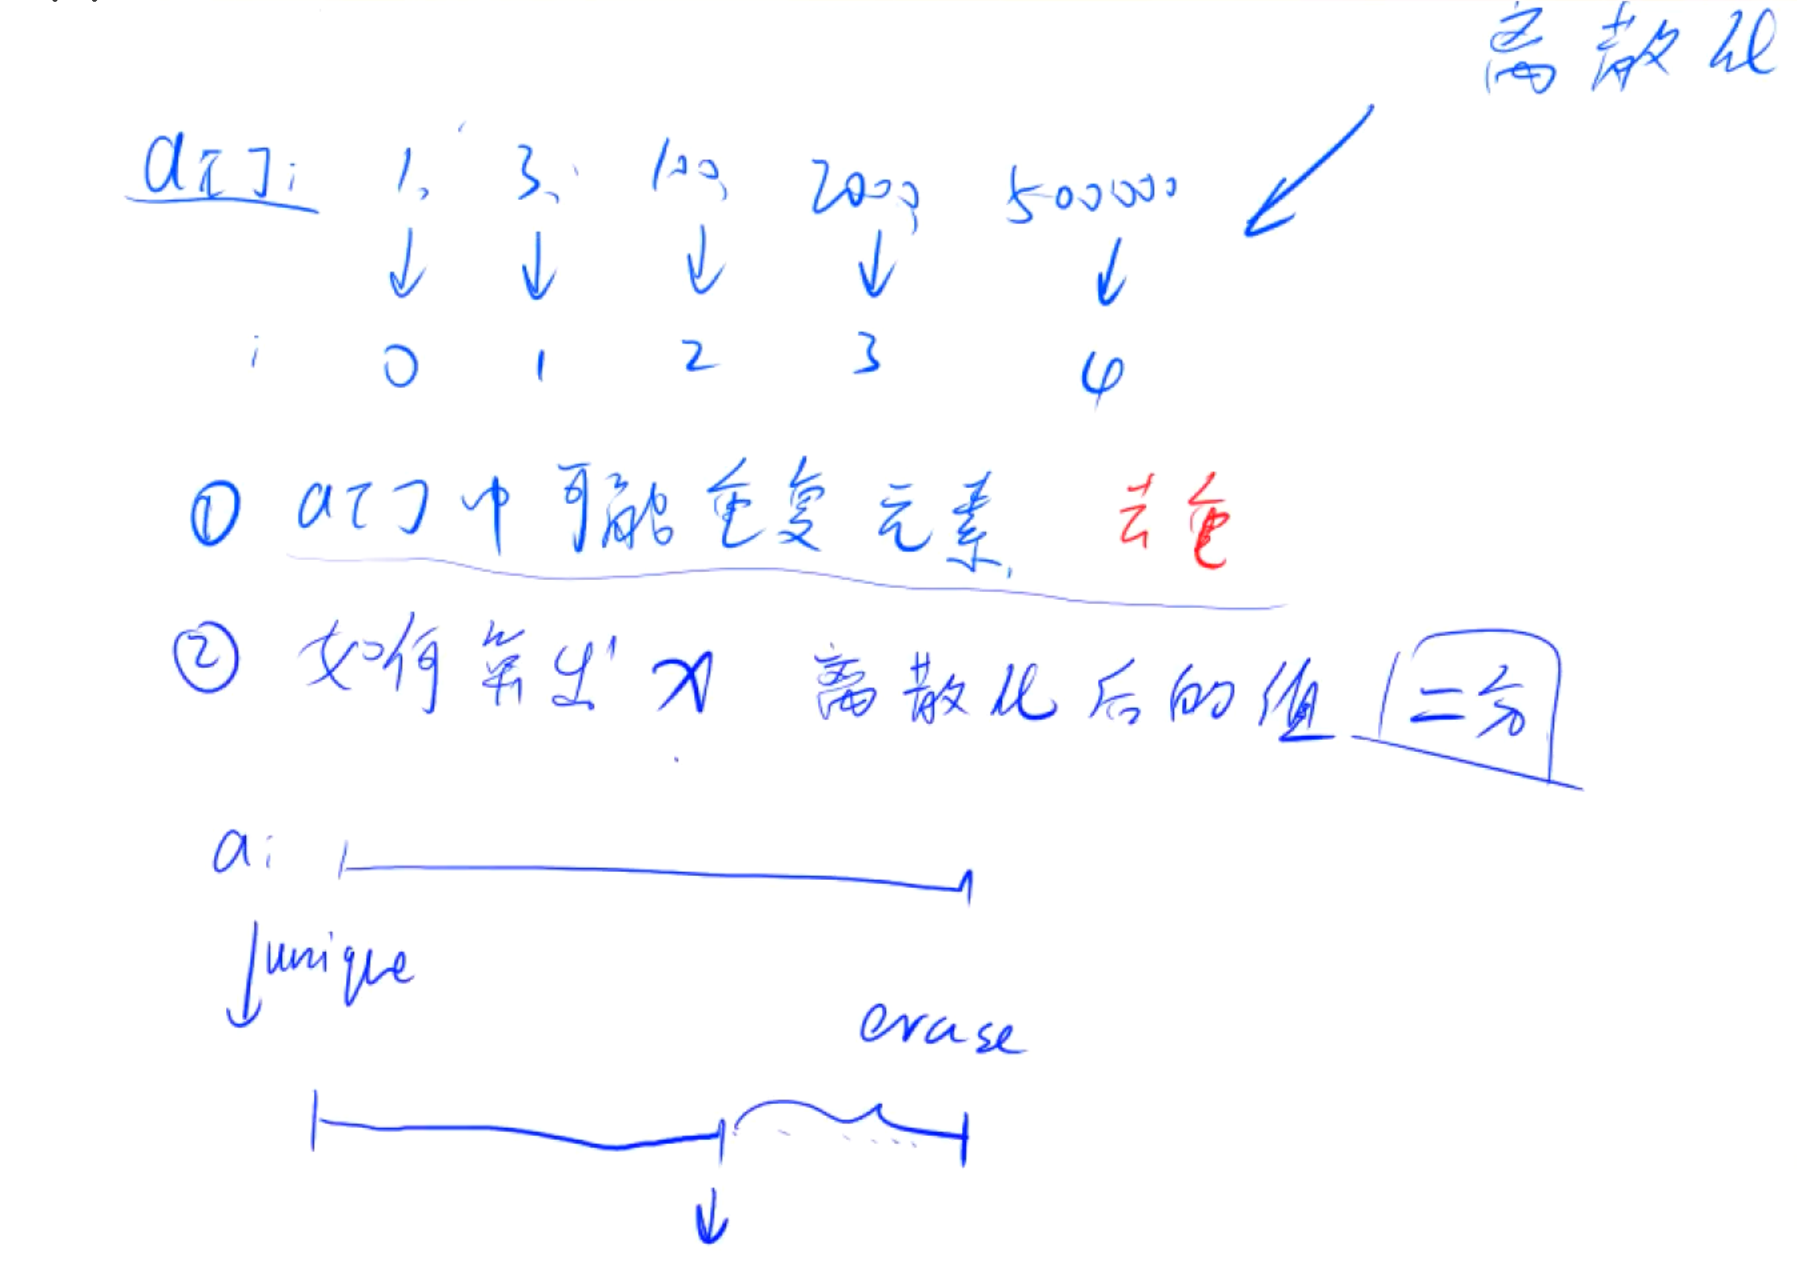 离散化
a[]: 1, 3, 100, 2000, 500000
i 0 1 2 3 4
① a[]中可能重复元素, 去重
② 如何算出 x 离散化后的值 二分
a:
unique
erase